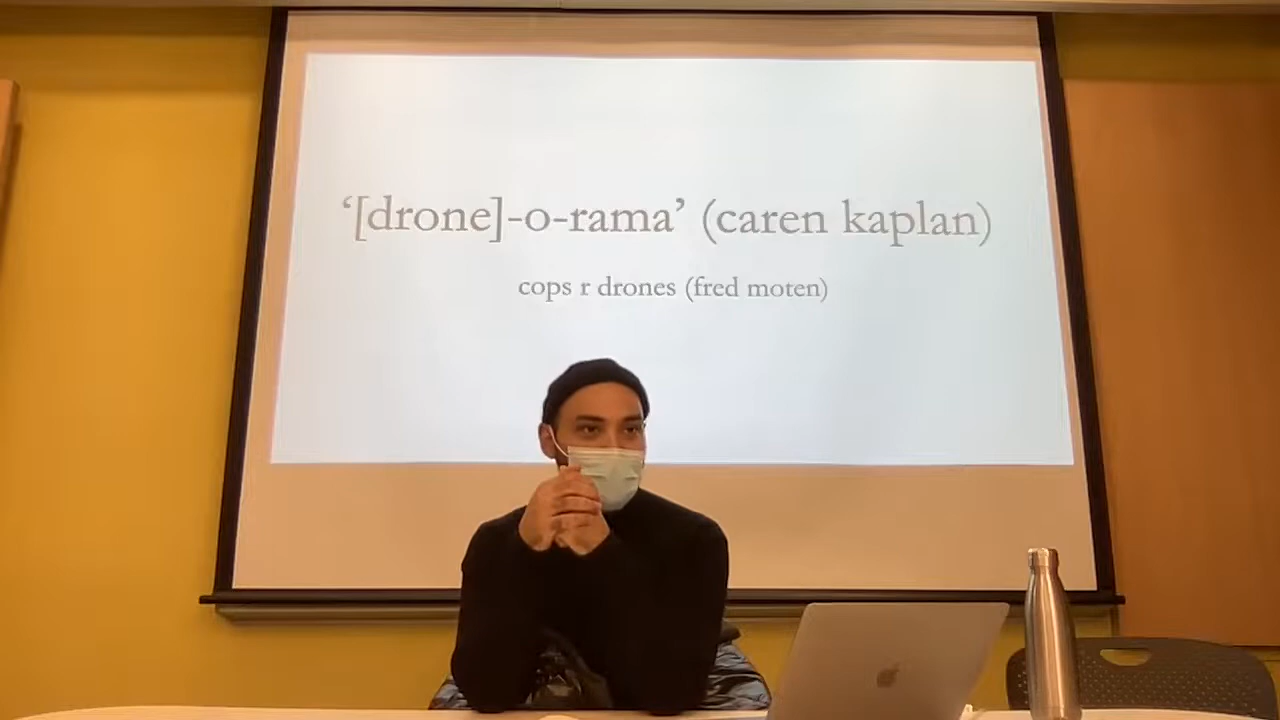 ‘[drone]-o-rama’ (caren kaplan)
cops r drones (fred moten)